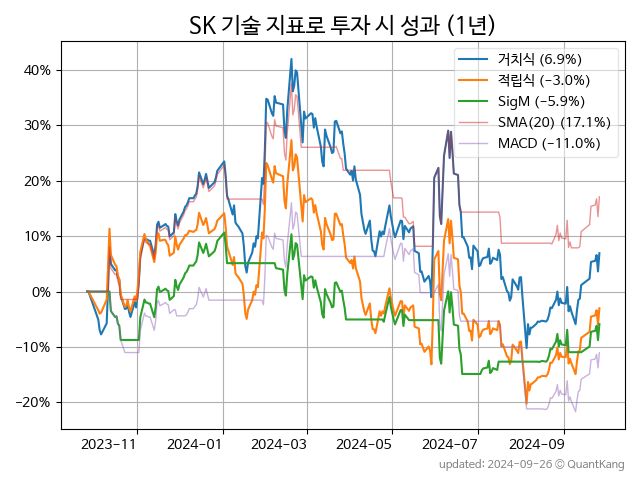 SK 기술 지표로 투자 시 성과 (1년)
거치식 (6.9%)
적립식 (−3.0%)
SigM (−5.9%)
SMA(20) (17.1%)
MACD (−11.0%)
40%
30%
20%
10%
0%
−10%
−20%
2023-11
2024-01
2024-03
2024-05
2024-07
2024-09
updated: 2024-09-26 © QuantKang